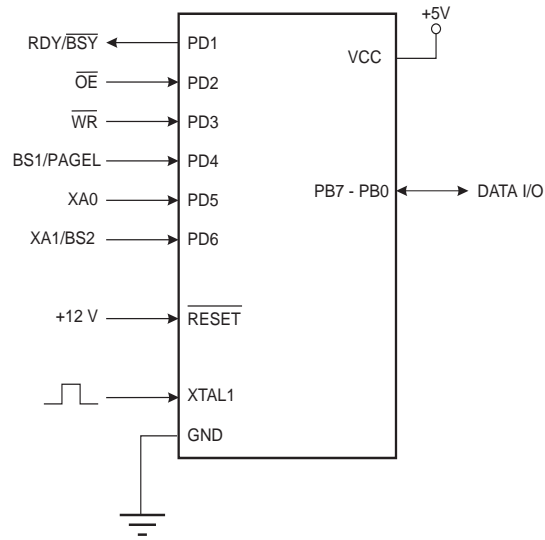 +5V
RDY/BSY PD1
VCC
OE PD2
WR PD3
BS1/PAGEL PD4
XA0 PD5 PB7 - PB0 DATA I/O
XA1/BS2 PD6
+12 V RESET
XTAL1
GND